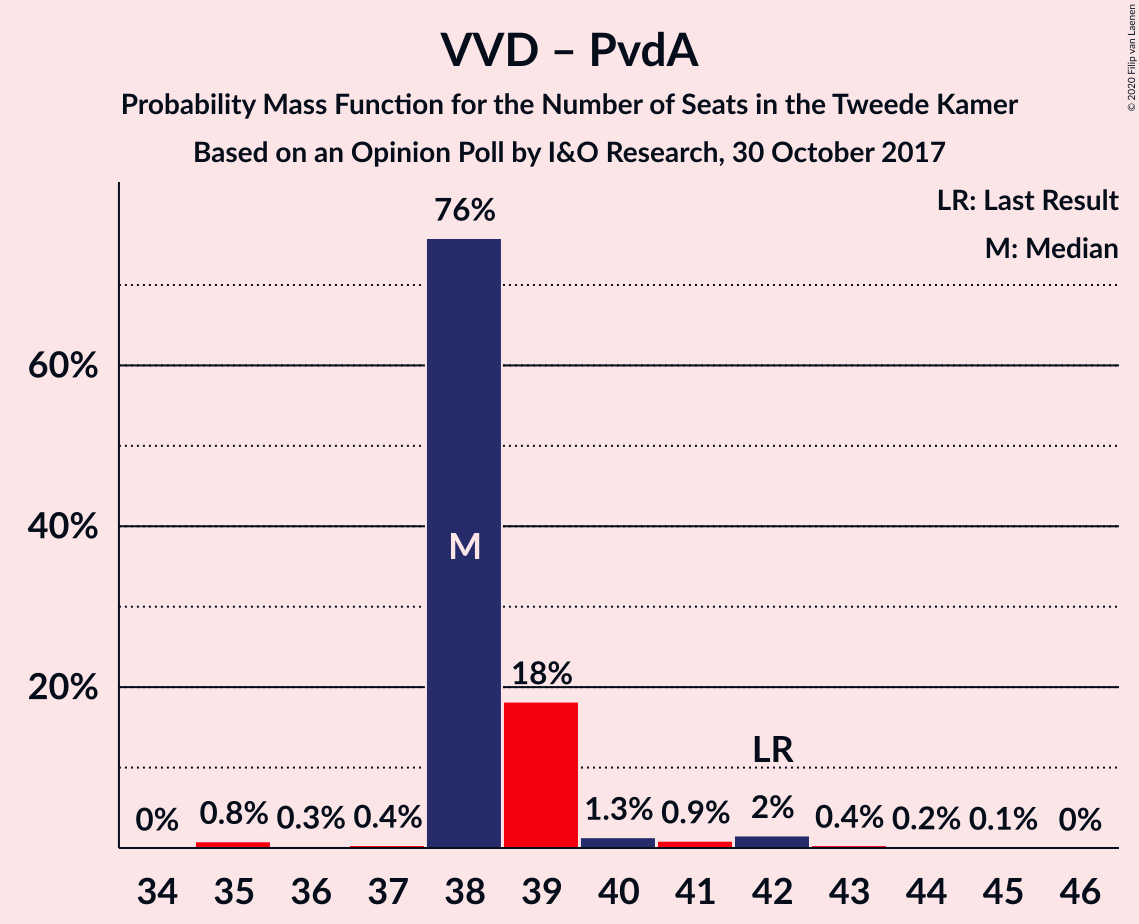 VVD – PvdA
Probability Mass Function for the Number of Seats in the Tweede Kamer
Based on an Opinion Poll by I&O Research, 30 October 2017
© 2020 Filip van Laenen
LR: Last Result
M: Median
76%
60%
40%
M
18%
20%
LR
0% 0.8% 0.3% 0.4% 1.3% 0.9% 2% 0.4% 0.2% 0.1% 0%
34 35 36 37 38 39 40 41 42 43 44 45 46